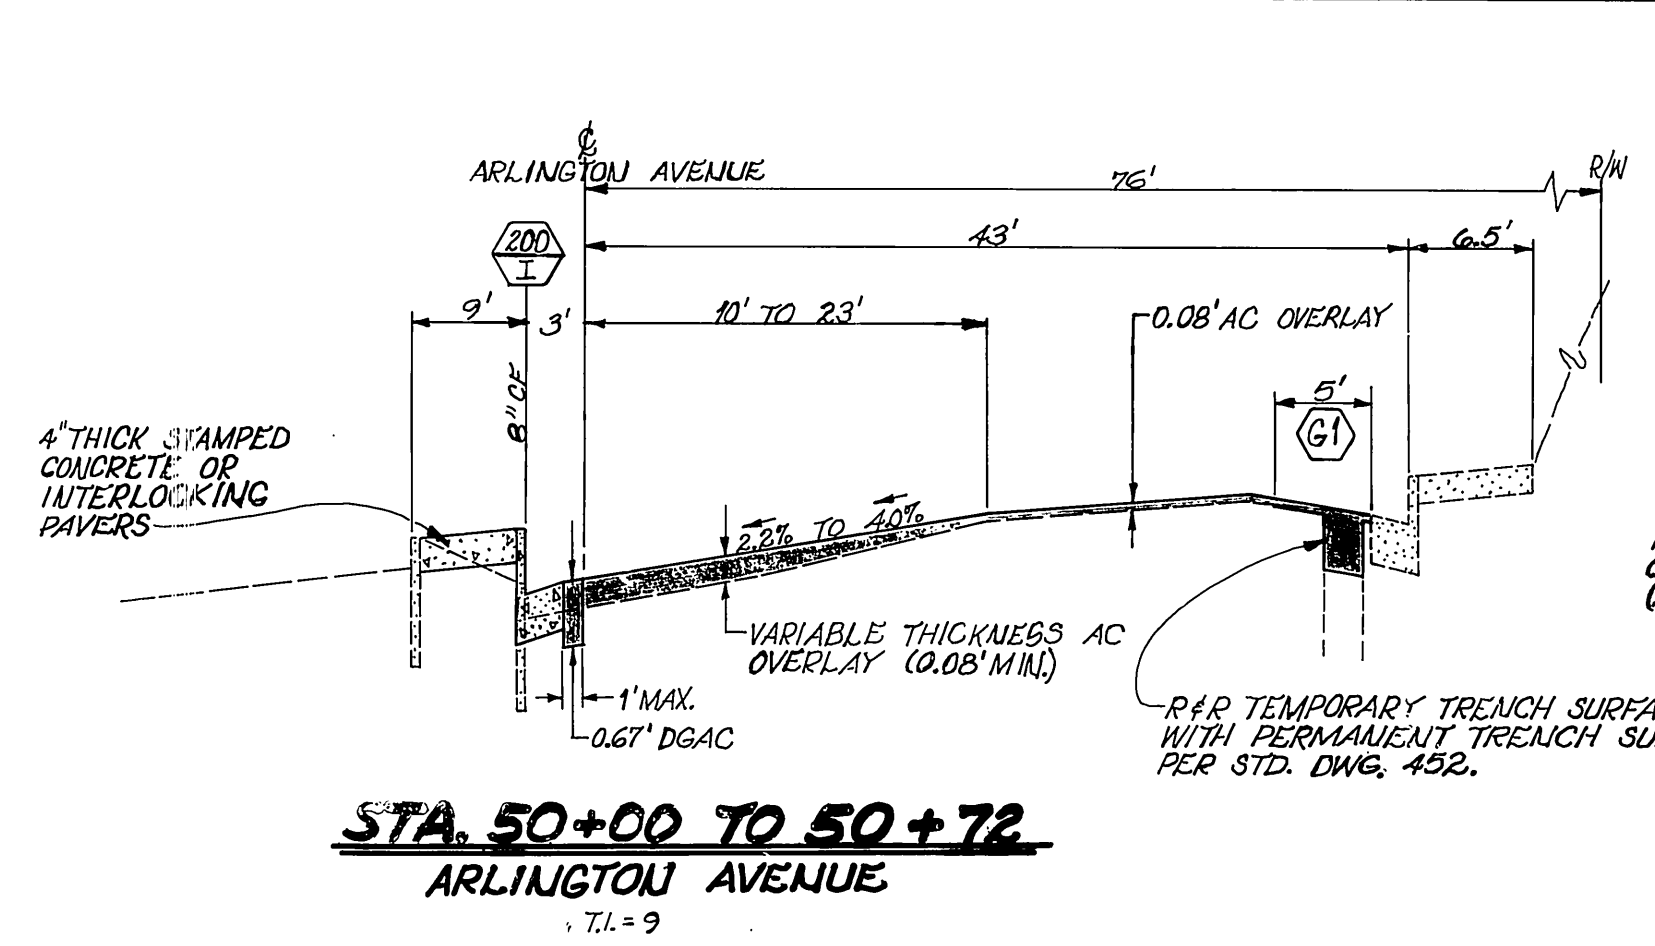 ℄
ARLINGTON AVENUE
R/W
76'
200
I
43'
6.5'
9'
3'
10' TO 23'
0.08' AC OVERLAY
8" CF
5'
G1
4" THICK STAMPED
CONCRETE OR
INTERLOCKING
PAVERS
2.2% TO 4.0%
VARIABLE THICKNESS AC
OVERLAY (0.08' MIN.)
1' MAX.
0.67' DGAC
R&R TEMPORARY TRENCH SURFA
WITH PERMANENT TRENCH SU
PER STD. DWG. 452.
STA. 50+00 TO 50+72
ARLINGTON AVENUE
T.I. = 9